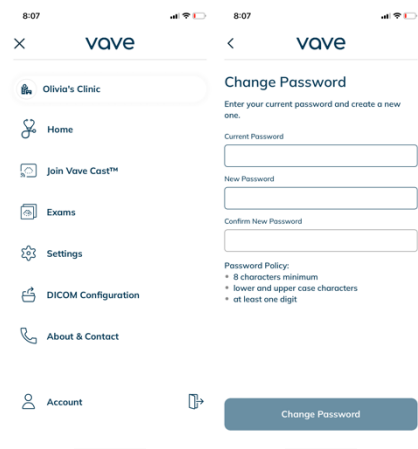 8:07
vave
Olivia's Clinic
Home
Join Vave Cast™
Exams
Settings
DICOM Configuration
About & Contact
Account
8:07
vave
Change Password
Enter your current password and create a new
one.
Current Password
New Password
Confirm New Password
Password Policy:
• 8 characters minimum
• lower and upper case characters
• at least one digit
Change Password